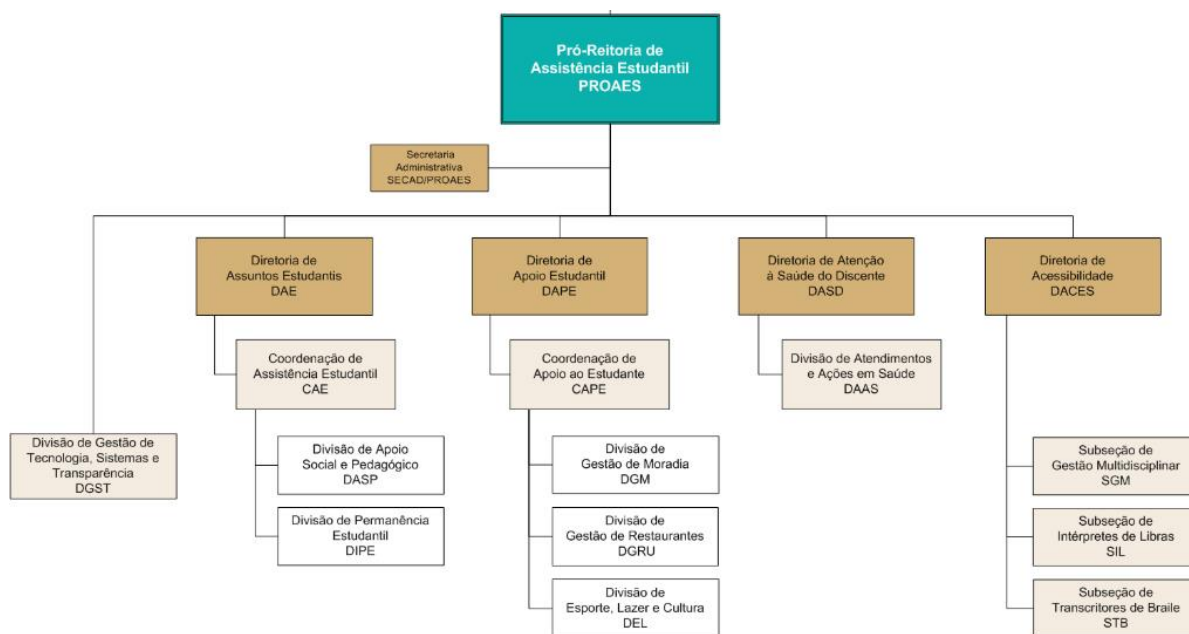 Pró-Reitoria de
Assistência Estudantil
PROAES
Secretaria
Administrativa
SECAD/PROAES
Diretoria de
Assuntos Estudantis
DAE
Diretoria de
Apoio Estudantil
DAPE
Diretoria de Atenção
à Saúde do Discente
DASD
Diretoria de
Acessibilidade
DACES
Coordenação de
Assistência Estudantil
CAE
Coordenação de
Apoio ao Estudante
CAPE
Divisão de Atendimentos
e Ações em Saúde
DAAS
Divisão de Gestão de
Tecnologia, Sistemas e
Transparência
DGST
Divisão de Apoio
Social e Pedagógico
DASP
Divisão de
Gestão de Moradia
DGM
Subseção de
Gestão Multidisciplinar
SGM
Divisão de Permanência
Estudantil
DIPE
Divisão de
Gestão de Restaurantes
DGRU
Subseção de
Intérpretes de Libras
SIL
Divisão de
Esporte, Lazer e Cultura
DEL
Subseção de
Transcritores de Braile
STB